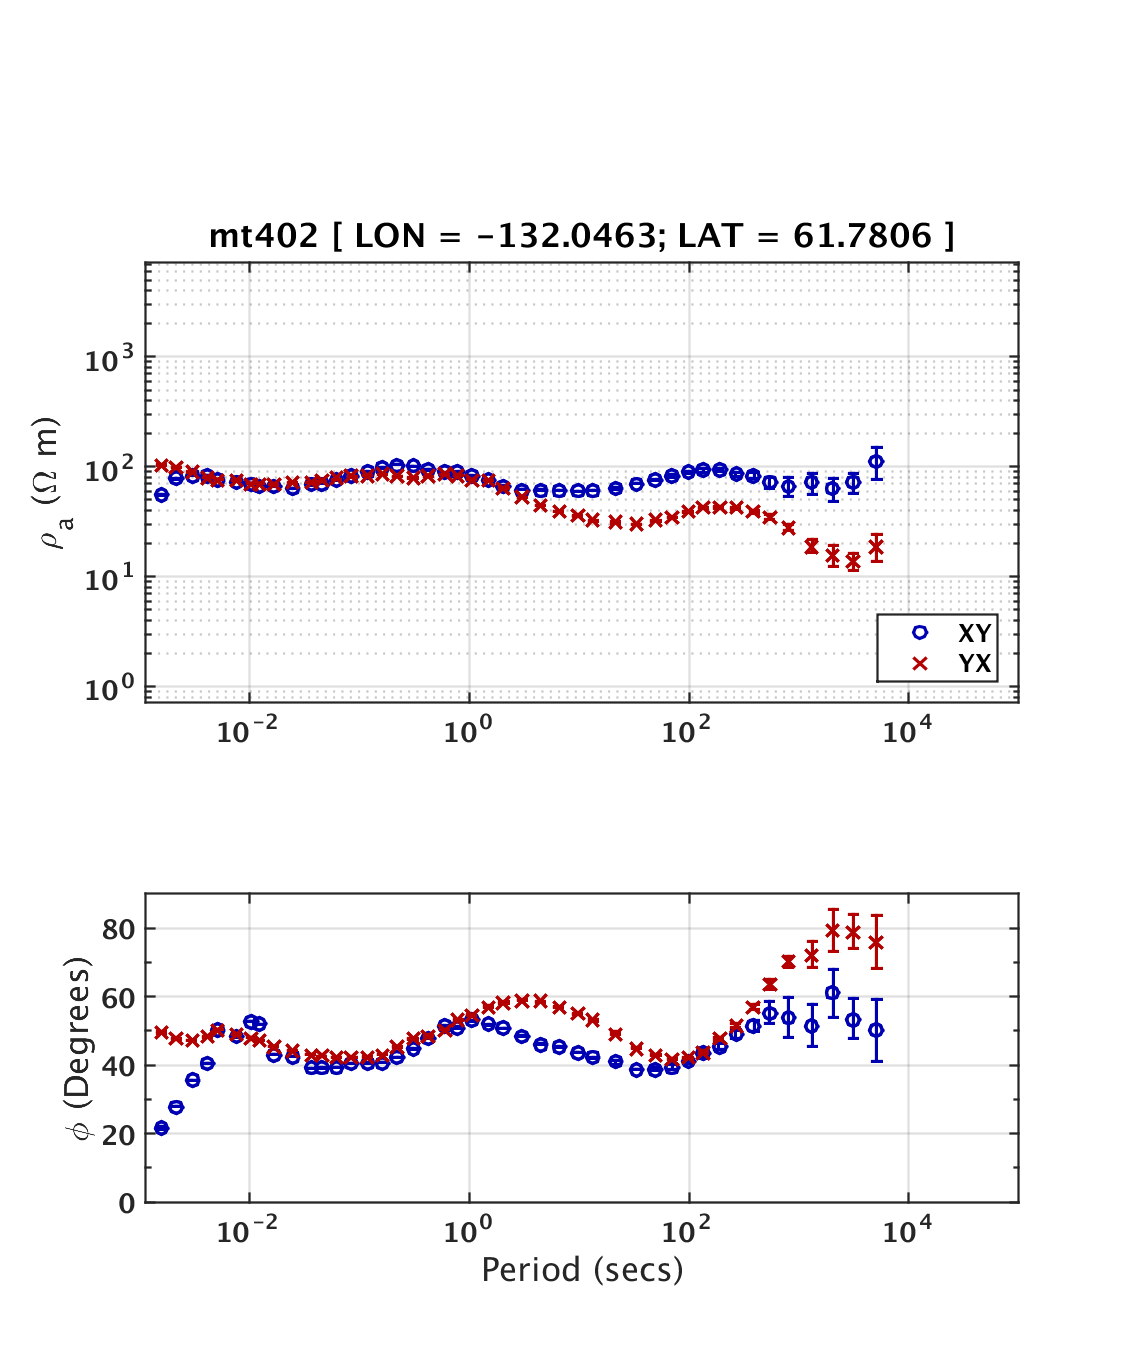 mt402 [ LON = -132.0463; LAT = 61.7806 ]
ρa (Ω m)
10^3
10^2
10^1
10^0
XY
YX
10^-2 10^0 10^2 10^4
ϕ (Degrees)
80
60
40
20
0
10^-2 10^0 10^2 10^4
Period (secs)